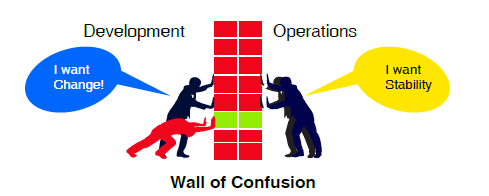 Development
Operations
I want
Change!
I want
Stability
Wall of Confusion